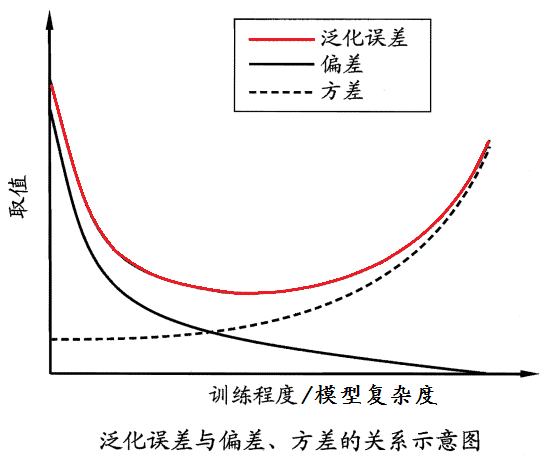 泛化误差
偏差
方差
取值
训练程度/模型复杂度
泛化误差与偏差、方差的关系示意图